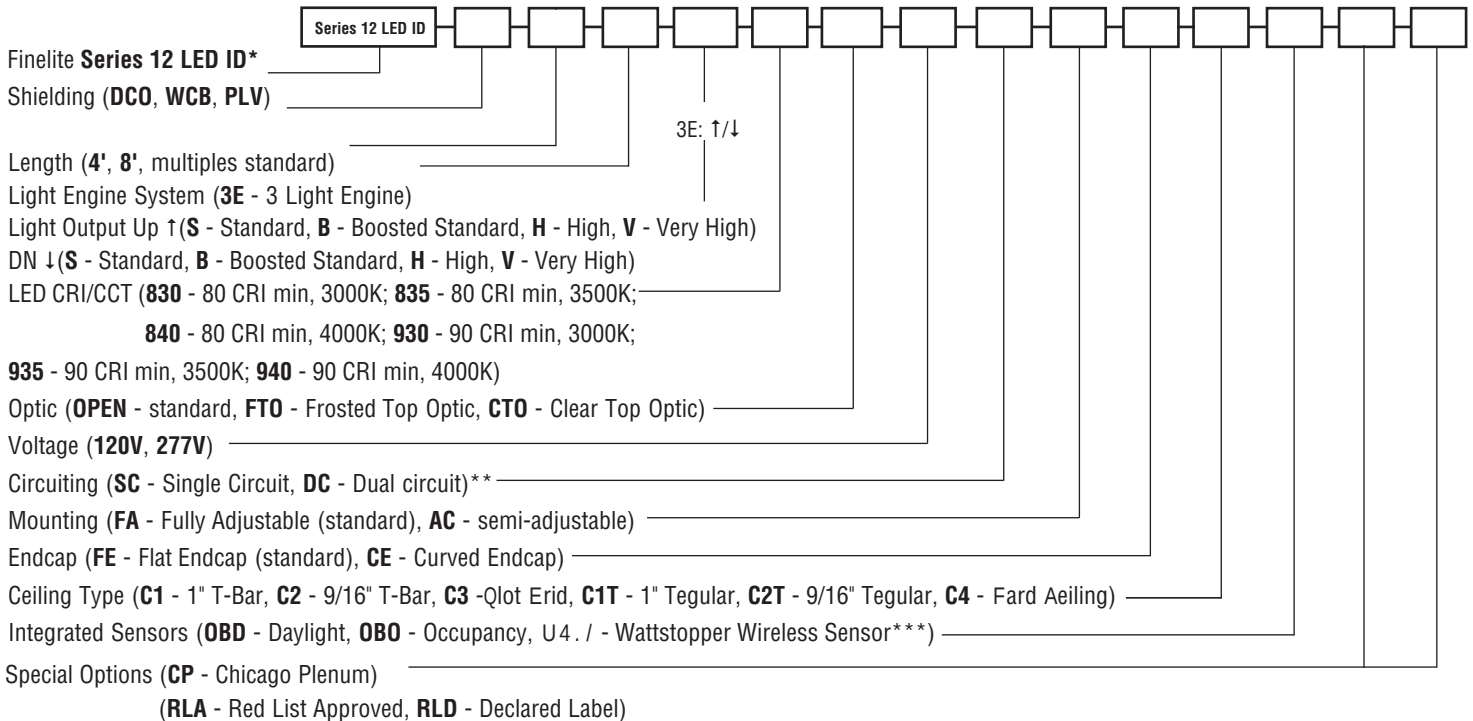 Series 12 LED ID
Finelite Series 12 LED ID*
Shielding (DCO, WCB, PLV)
3E: ↑/↓
Length (4', 8', multiples standard)
Light Engine System (3E - 3 Light Engine)
Light Output Up ↑(S - Standard, B - Boosted Standard, H - High, V - Very High)
DN ↓(S - Standard, B - Boosted Standard, H - High, V - Very High)
LED CRI/CCT (830 - 80 CRI min, 3000K; 835 - 80 CRI min, 3500K;
840 - 80 CRI min, 4000K; 930 - 90 CRI min, 3000K;
935 - 90 CRI min, 3500K; 940 - 90 CRI min, 4000K)
Optic (OPEN - standard, FTO - Frosted Top Optic, CTO - Clear Top Optic)
Voltage (120V, 277V)
Circuiting (SC - Single Circuit, DC - Dual circuit)**
Mounting (FA - Fully Adjustable (standard), AC - semi-adjustable)
Endcap (FE - Flat Endcap (standard), CE - Curved Endcap)
Ceiling Type (C1 - 1" T-Bar, C2 - 9/16" T-Bar, C3 -Qlot Erid, C1T - 1" Tegular, C2T - 9/16" Tegular, C4 - Fard Aeiling)
Integrated Sensors (OBD - Daylight, OBO - Occupancy, U4./ - Wattstopper Wireless Sensor***)
Special Options (CP - Chicago Plenum)
(RLA - Red List Approved, RLD - Declared Label)